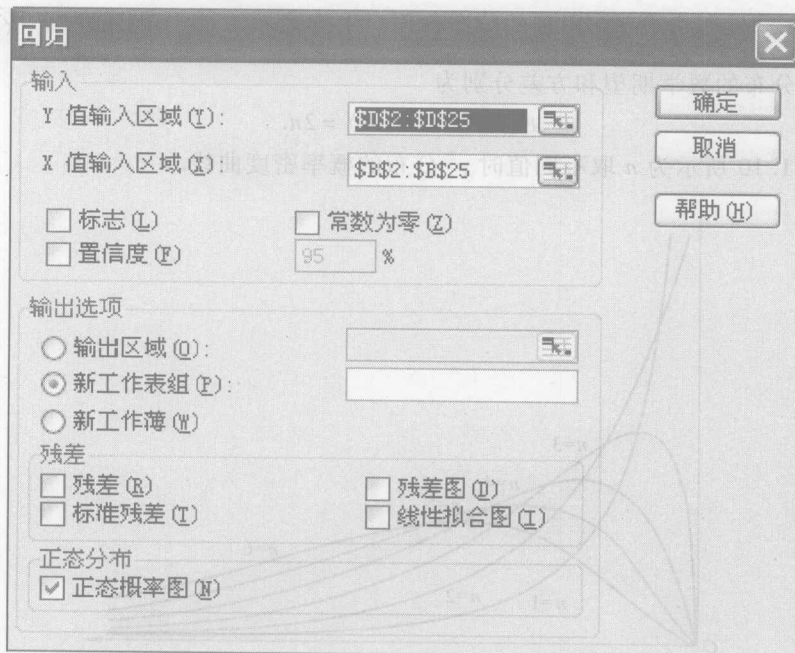 回归
输入
Y 值输入区域(Y): $D$2:$D$25
X 值输入区域(X) $B$2:$B$25
标志(L) 常数为零(Z)
置信度(F) 95 %
确定
取消
帮助(H)
输出选项
输出区域(O):
新工作表组(P):
新工作薄(W)
残差
残差(R) 残差图(D)
标准残差(T) 线性拟合图(I)
正态分布
正态概率图(N)